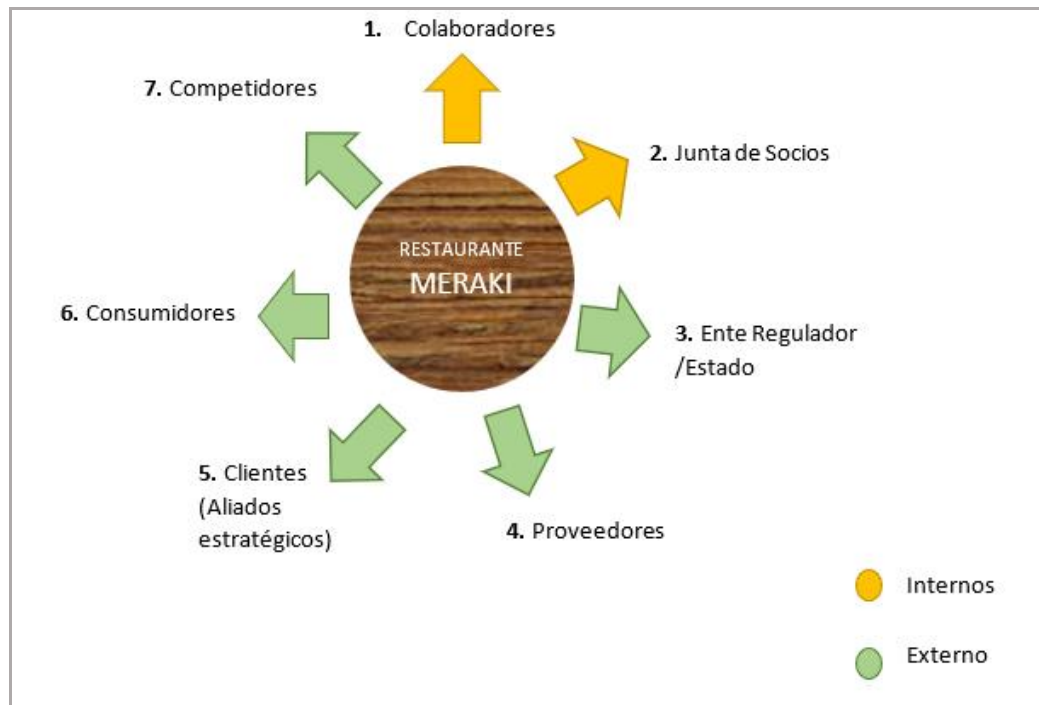 1. Colaboradores
7. Competidores
2. Junta de Socios
RESTAURANTE
MERAKI
6. Consumidores
3. Ente Regulador
/Estado
5. Clientes
(Aliados
estratégicos)
4. Proveedores
Internos
Externo